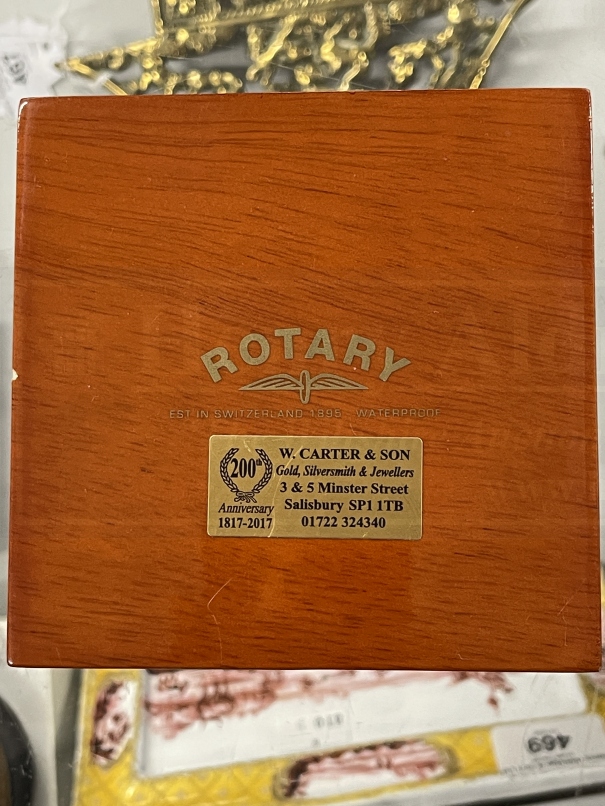 ROTARY
EST IN SWITZERLAND 1895 WATERPROOF
200th
Anniversary
1817-2017
W. CARTER & SON
Gold, Silversmith & Jewellers
3 & 5 Minster Street
Salisbury SP1 1TB
01722 324340
469